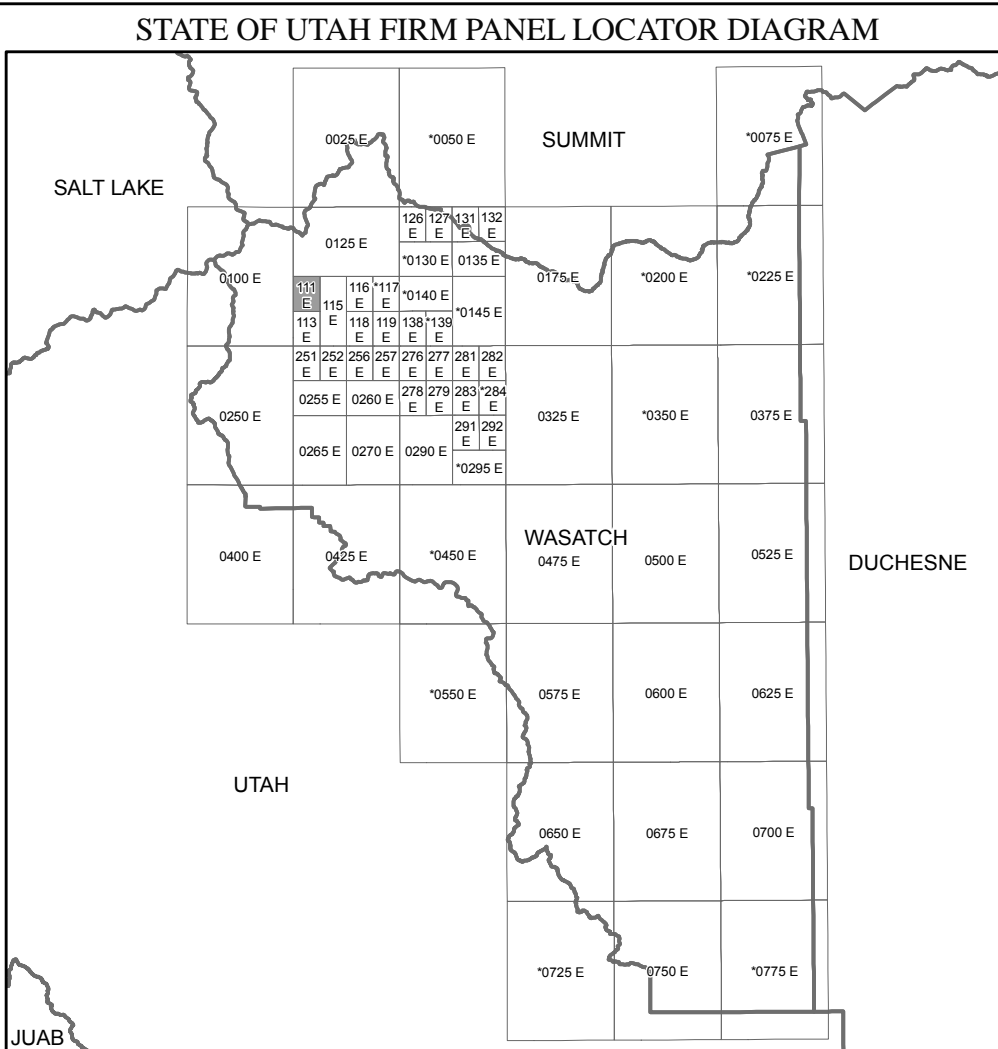 STATE OF UTAH FIRM PANEL LOCATOR DIAGRAM
0025 E
*0050 E
SUMMIT
*0075 E
SALT LAKE
126
E
127
E
131
E
132
E
0125 E
*0130 E
0135 E
0100 E
0175 E
*0200 E
*0225 E
111
E
115
E
116
E
*117
E
*0140 E
*0145 E
113
E
118
E
119
E
138
E
*139
E
251
E
252
E
256
E
257
E
276
E
277
E
281
E
282
E
0250 E
0255 E
0260 E
278
E
279
E
283
E
*284
E
0325 E
*0350 E
0375 E
0265 E
0270 E
0290 E
291
E
292
E
*0295 E
WASATCH
0400 E
0425 E
*0450 E
0475 E
0500 E
0525 E
DUCHESNE
*0550 E
0575 E
0600 E
0625 E
UTAH
0650 E
0675 E
0700 E
*0725 E
0750 E
*0775 E
JUAB